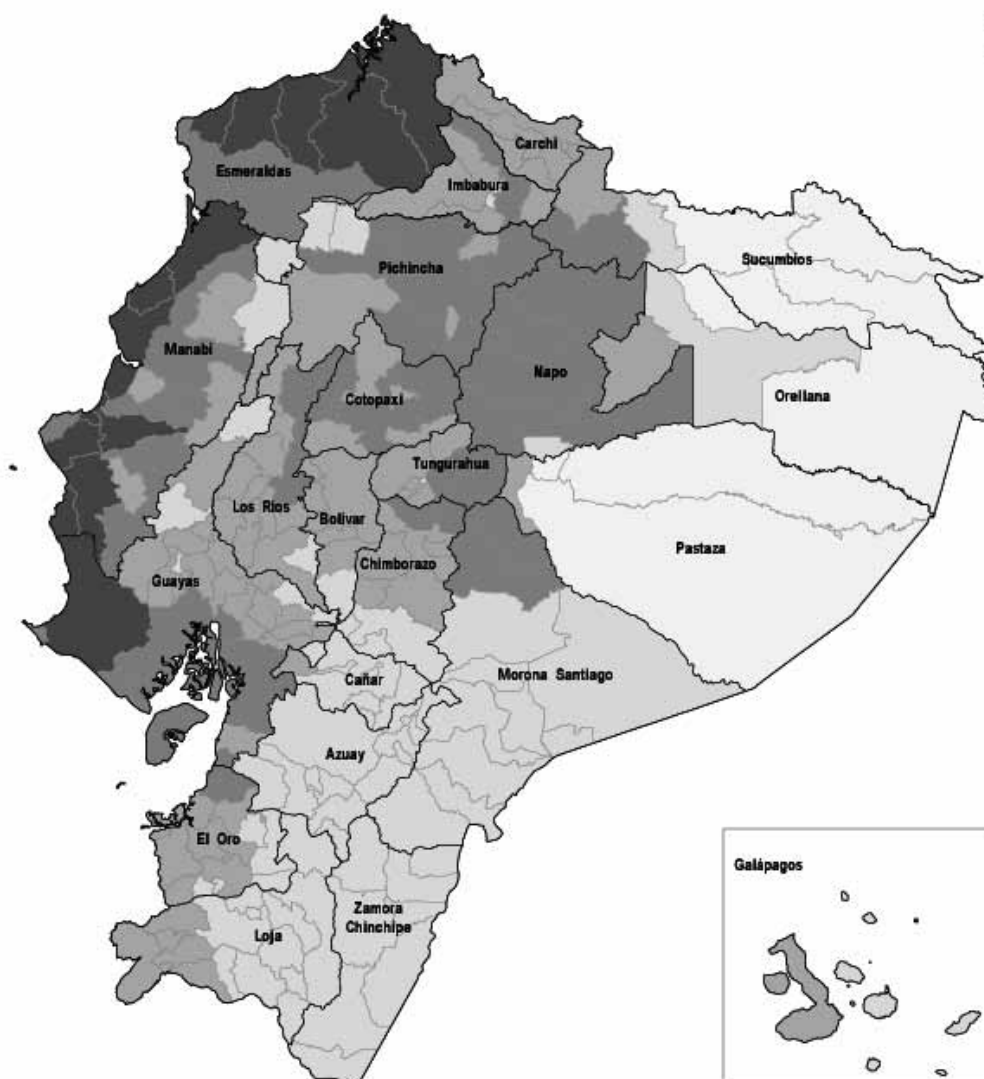 Carchi
Esmeraldas
Imbabura
Sucumbios
Pichincha
Manabi
Napo
Cotopaxi
Orellana
Tungurahua
Los Rios
Bolivar
Pastaza
Chimborazo
Guayas
Cañar
Morona Santiago
Azuay
El Oro
Galápagos
Zamora
Chinchipe
Loja